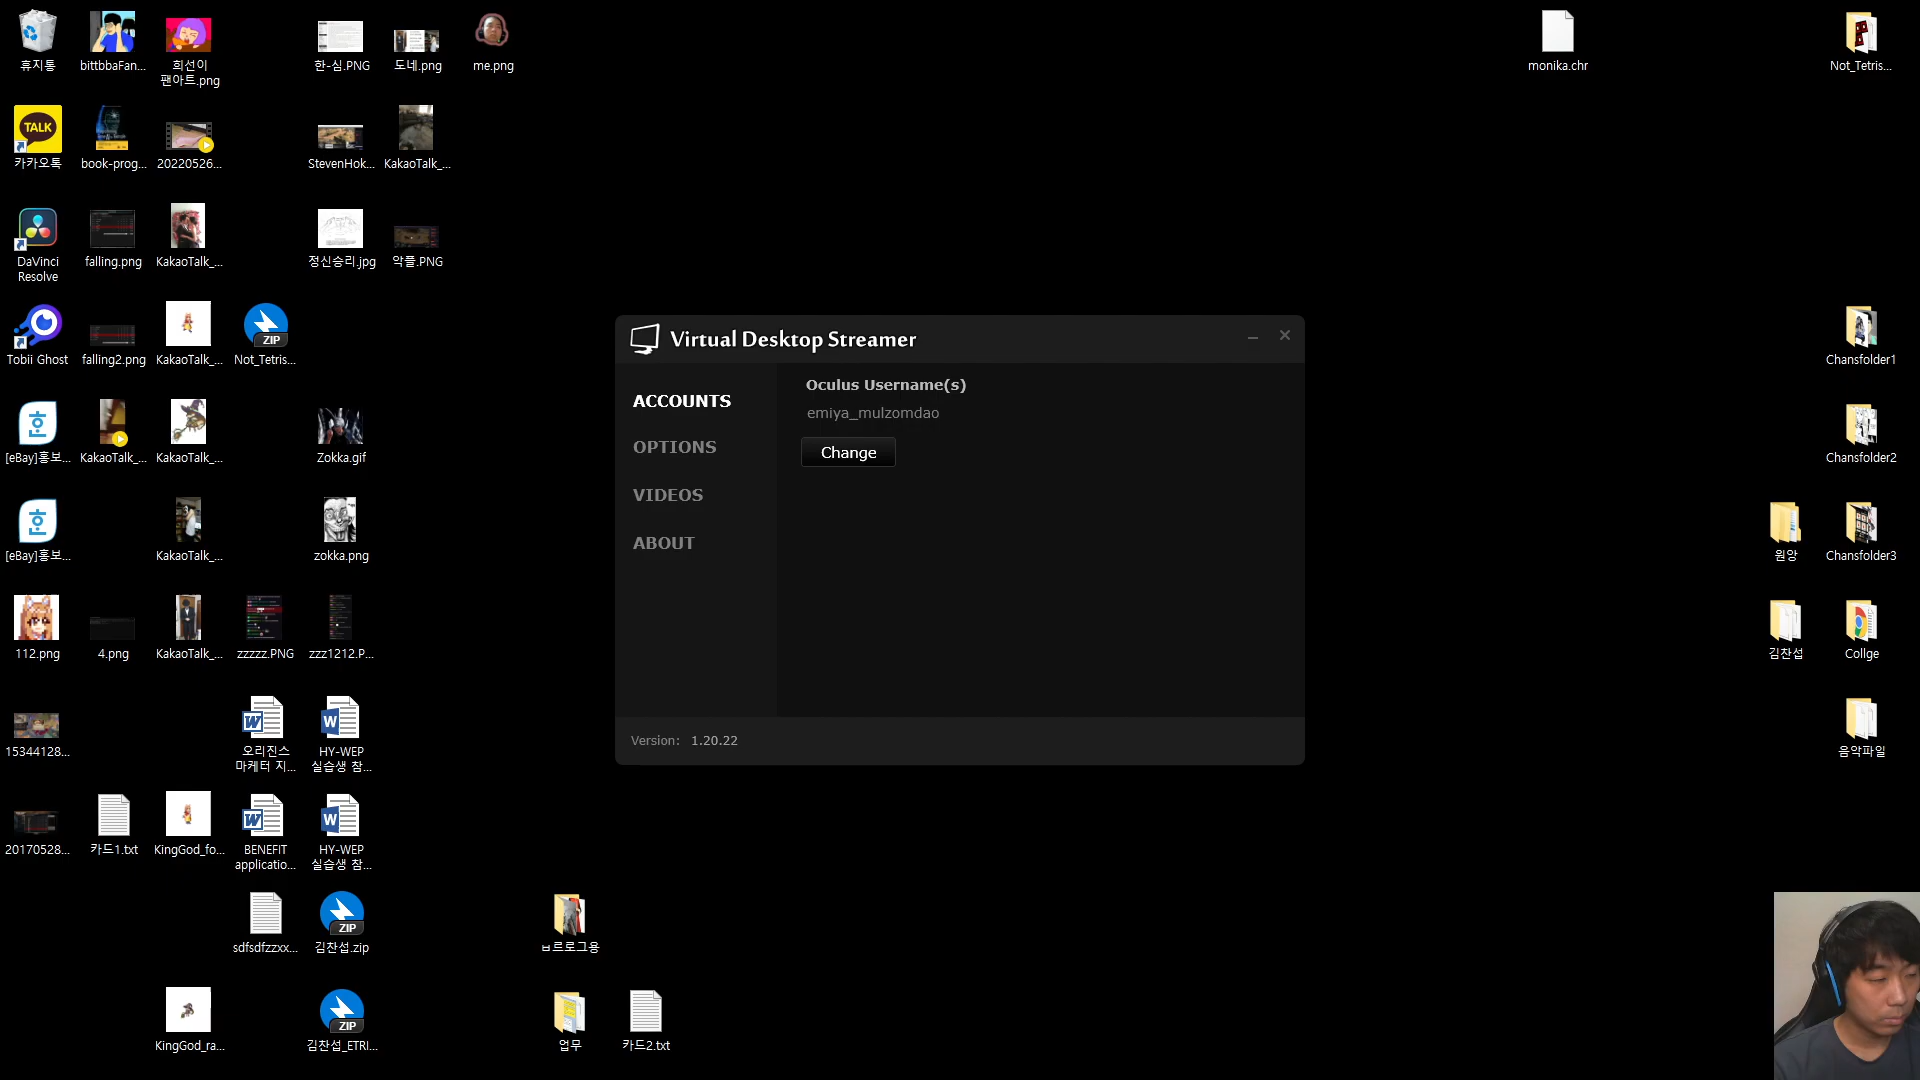 휴지통
bittbbaFan...
희선이
팬아트.png
한-심.PNG
도네.png
me.png
monika.chr
Not_Tetris...
TALK
카카오톡
book-prog...
20220526...
StevenHok...
KakaoTalk_...
DaVinci
Resolve
falling.png
KakaoTalk_...
정신승리.jpg
악플.PNG
Tobii Ghost
falling2.png
KakaoTalk_...
ZIP
Not_Tetris...
Chansfolder1
[eBay]홍보...
KakaoTalk_...
KakaoTalk_...
Zokka.gif
Chansfolder2
[eBay]홍보...
KakaoTalk_...
zokka.png
원앙
Chansfolder3
112.png
4.png
KakaoTalk_...
zzzzz.PNG
zzz1212.P...
김찬섭
Collge
15344128...
오리진스
마케터 지...
HY-WEP
실습생 참...
음악파일
20170528...
카드1.txt
KingGod_fo...
BENEFIT
applicatio...
HY-WEP
실습생 참...
sdfsdfzzxx...
ZIP
김찬섭.zip
ㅂ르로그용
KingGod_ra...
ZIP
김찬섭_ETRI...
업무
카드2.txt
Virtual Desktop Streamer
ACCOUNTS
OPTIONS
VIDEOS
ABOUT
Oculus Username(s)
emiya_mulzomdao
Change
Version: 1.20.22